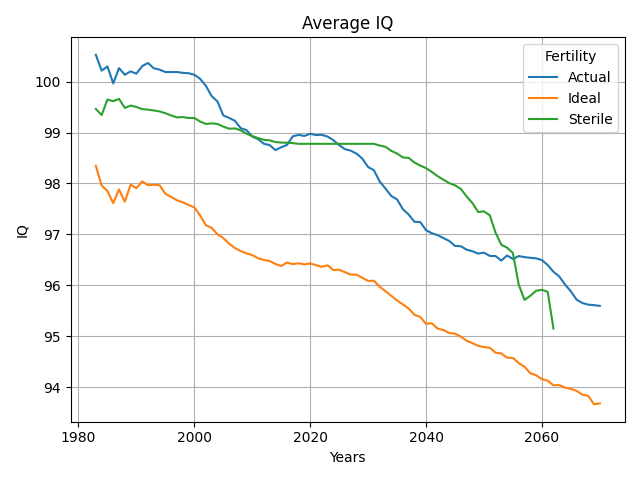 Average IQ
Fertility
Actual
Ideal
Sterile
IQ
100
99
98
97
96
95
94
1980
2000
2020
2040
2060
Years